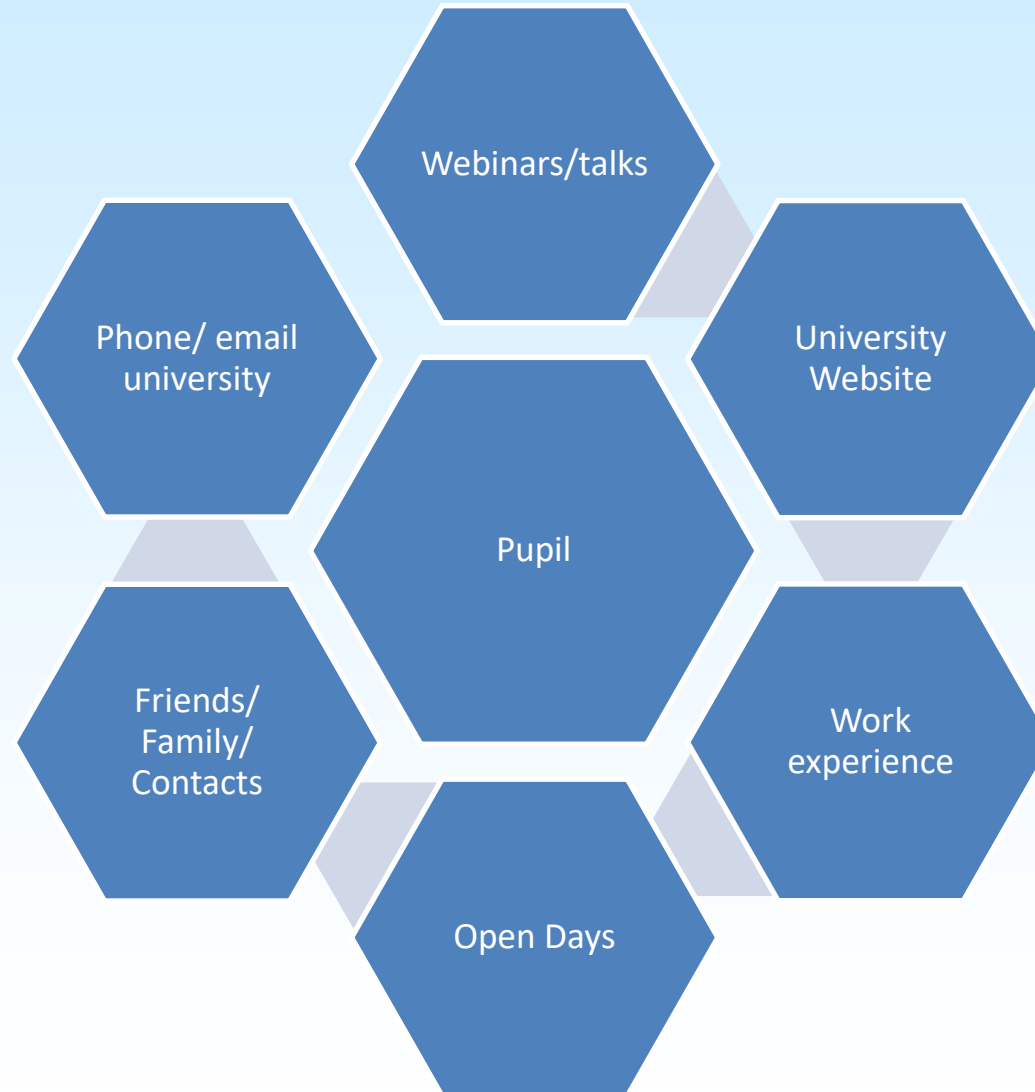 Webinars/talks
Phone/ email
university
University
Website
Pupil
Friends/
Family/
Contacts
Work
experience
Open Days